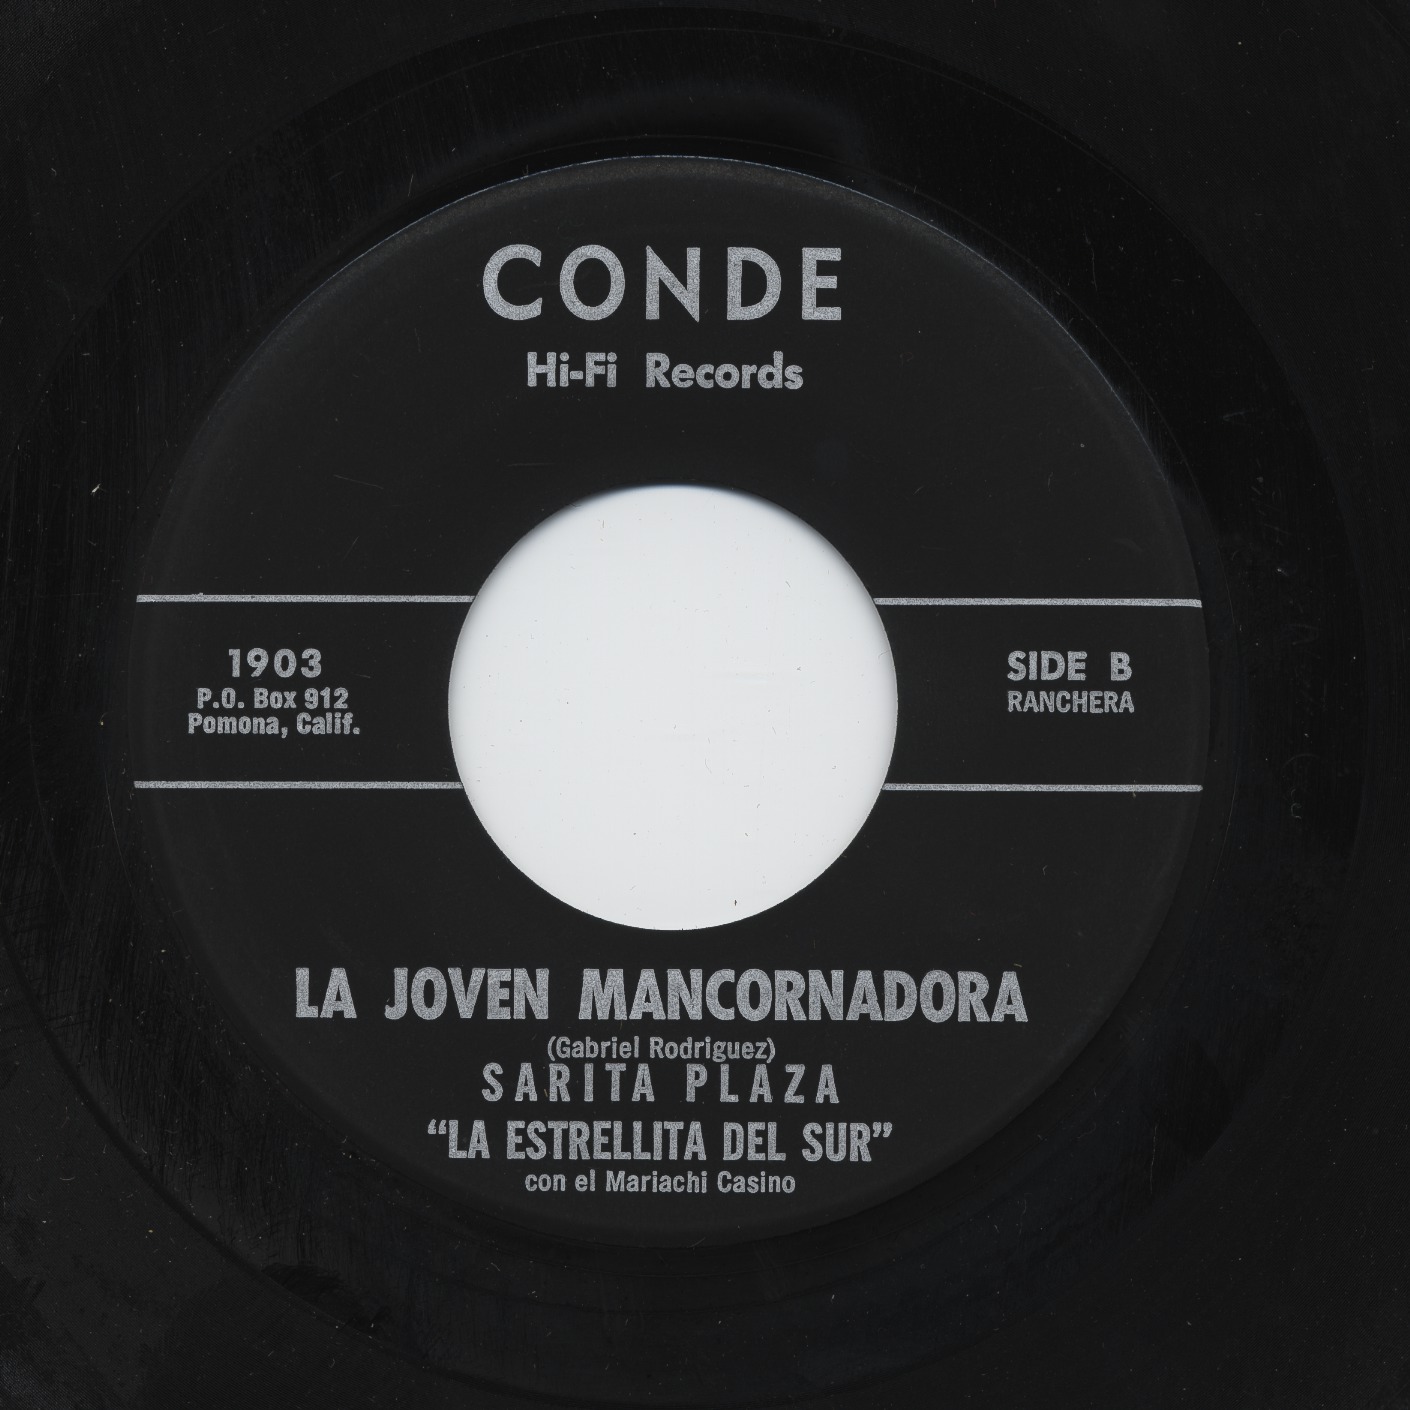 CONDE
Hi-Fi Records
1903
P.O. Box 912
Pomona, Calif.
SIDE B
RANCHERA
LA JOVEN MANCORNADORA
(Gabriel Rodriguez)
SARITA PLAZA
“LA ESTRELLITA DEL SUR”
con el Mariachi Casino